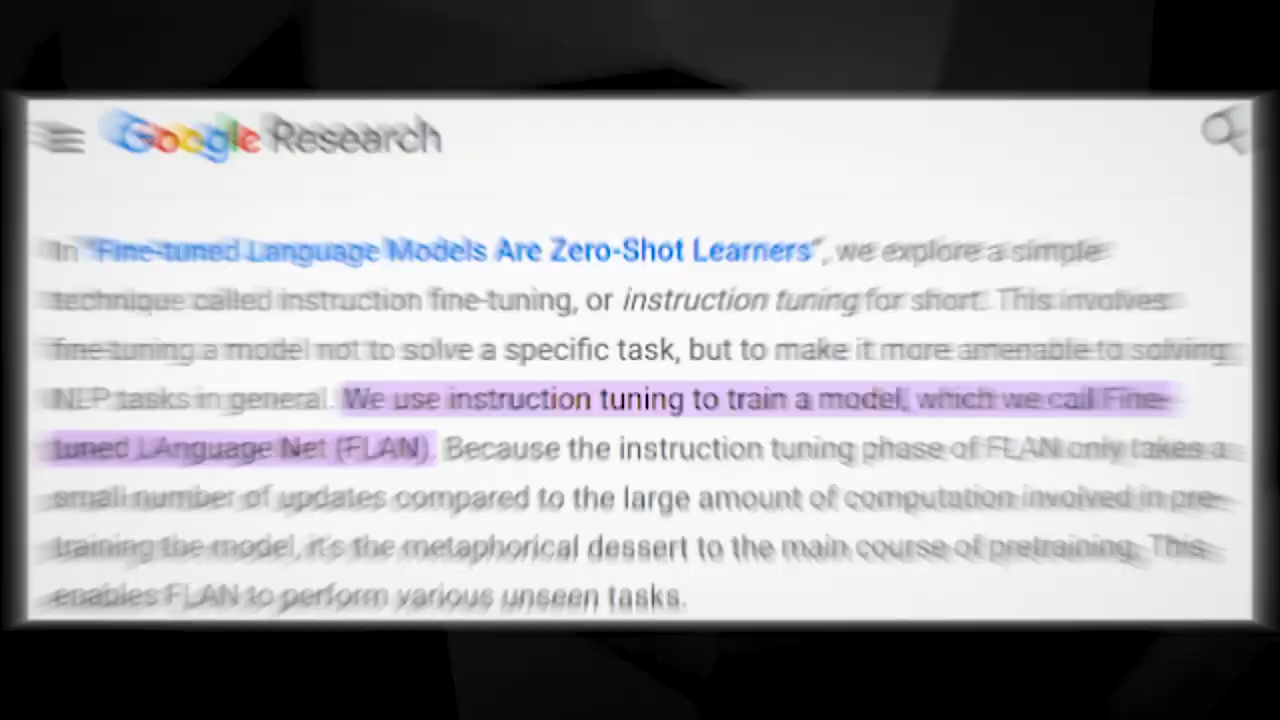 Google Research
In "Fine-tuned Language Models Are Zero-Shot Learners", we explore a simple
technique called instruction fine-tuning, or instruction tuning for short. This involves
fine-tuning a model not to solve a specific task, but to make it more amenable to solving
NLP tasks in general. We use instruction tuning to train a model, which we call Fine-
tuned LAnguage Net (FLAN). Because the instruction tuning phase of FLAN only takes a
small number of updates compared to the large amount of computation involved in pre-
training the model, it's the metaphorical dessert to the main course of pretraining. This
enables FLAN to perform various unseen tasks.